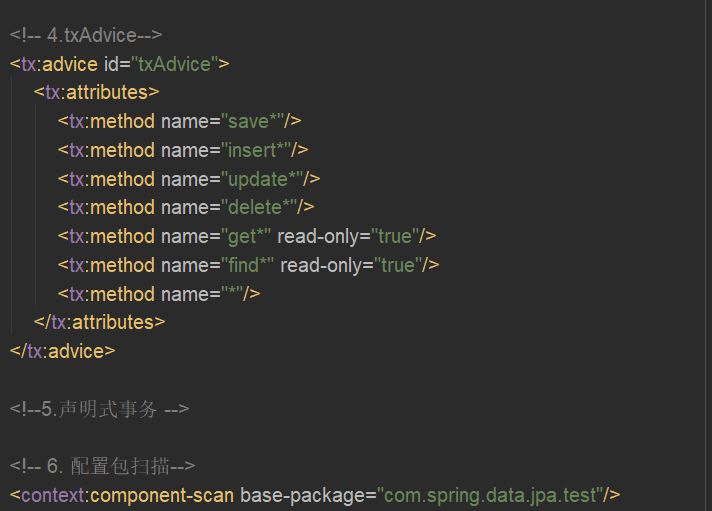 <!-- 4.txAdvice-->
<tx:advice id="txAdvice">
<tx:attributes>
<tx:method name="save*"/>
<tx:method name="insert*"/>
<tx:method name="update*"/>
<tx:method name="delete*"/>
<tx:method name="get*" read-only="true"/>
<tx:method name="find*" read-only="true"/>
<tx:method name="*"/>
</tx:attributes>
</tx:advice>
<!--5.声明式事务 -->
<!-- 6. 配置包扫描-->
<context:component-scan base-package="com.spring.data.jpa.test"/>